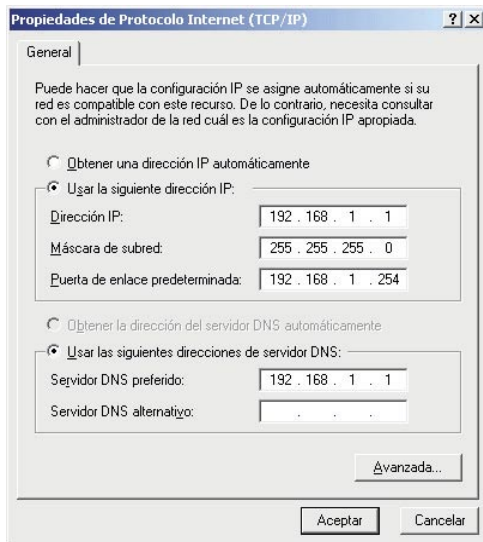 Propiedades de Protocolo Internet (TCP/IP)
General
Puede hacer que la configuración IP se asigne automáticamente si su
red es compatible con este recurso. De lo contrario, necesita consultar
con el administrador de la red cuál es la configuración IP apropiada.
Obtener una dirección IP automáticamente
Usar la siguiente dirección IP:
Dirección IP: 192 . 168 . 1 . 1
Máscara de subred: 255 . 255 . 255 . 0
Puerta de enlace predeterminada: 192 . 168 . 1 . 254
Obtener la dirección del servidor DNS automáticamente
Usar las siguientes direcciones de servidor DNS:
Servidor DNS preferido: 192 . 168 . 1 . 1
Servidor DNS alternativo: . . .
Avanzada...
Aceptar Cancelar